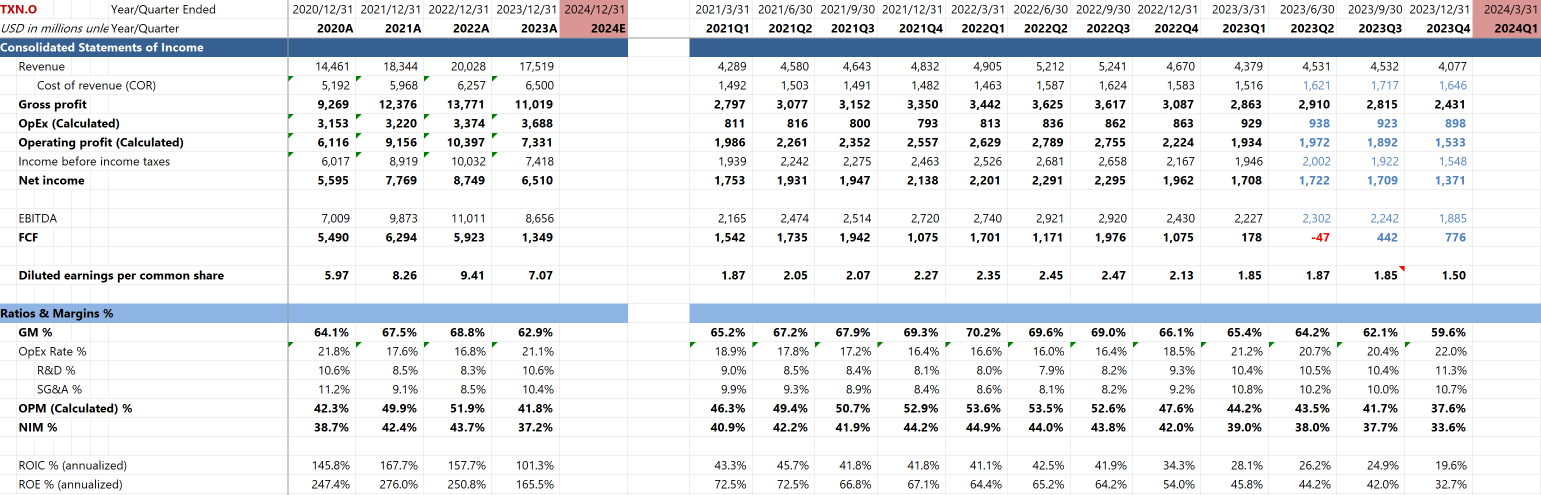 TXN.O Year/Quarter Ended 2020/12/31 2021/12/31 2022/12/31 2023/12/31 2024/12/31 2021/3/31 2021/6/30 2021/9/30 2021/12/31 2022/3/31 2022/6/30 2022/9/30 2022/12/31 2023/3/31 2023/6/30 2023/9/30 2023/12/31 2024/3/31
USD in millions unle Year/Quarter 2020A 2021A 2022A 2023A 2024E 2021Q1 2021Q2 2021Q3 2021Q4 2022Q1 2022Q2 2022Q3 2022Q4 2023Q1 2023Q2 2023Q3 2023Q4 2024Q1
Consolidated Statements of Income
Revenue 14,461 18,344 20,028 17,519 4,289 4,580 4,643 4,832 4,905 5,212 5,241 4,670 4,379 4,531 4,532 4,077
Cost of revenue (COR) 5,192 5,968 6,257 6,500 1,492 1,503 1,491 1,482 1,463 1,587 1,624 1,583 1,516 1,621 1,717 1,646
Gross profit 9,269 12,376 13,771 11,019 2,797 3,077 3,152 3,350 3,442 3,625 3,617 3,087 2,863 2,910 2,815 2,431
OpEx (Calculated) 3,153 3,220 3,374 3,688 811 816 800 793 813 836 862 863 929 938 923 898
Operating profit (Calculated) 6,116 9,156 10,397 7,331 1,986 2,261 2,352 2,557 2,629 2,789 2,755 2,224 1,934 1,972 1,892 1,533
Income before income taxes 6,017 8,919 10,032 7,418 1,939 2,242 2,275 2,463 2,526 2,681 2,658 2,167 1,946 2,002 1,922 1,548
Net income 5,595 7,769 8,749 6,510 1,753 1,931 1,947 2,138 2,201 2,291 2,295 1,962 1,708 1,722 1,709 1,371
EBITDA 7,009 9,873 11,011 8,656 2,165 2,474 2,514 2,720 2,740 2,921 2,920 2,430 2,227 2,302 2,242 1,885
FCF 5,490 6,294 5,923 1,349 1,542 1,735 1,942 1,075 1,701 1,171 1,976 1,075 178 -47 442 776
Diluted earnings per common share 5.97 8.26 9.41 7.07 1.87 2.05 2.07 2.27 2.35 2.45 2.47 2.13 1.85 1.87 1.85 1.50
Ratios & Margins %
GM % 64.1% 67.5% 68.8% 62.9% 65.2% 67.2% 67.9% 69.3% 70.2% 69.6% 69.0% 66.1% 65.4% 64.2% 62.1% 59.6%
OpEx Rate % 21.8% 17.6% 16.8% 21.1% 18.9% 17.8% 17.2% 16.4% 16.6% 16.0% 16.4% 18.5% 21.2% 20.7% 20.4% 22.0%
R&D % 10.6% 8.5% 8.3% 10.6% 9.0% 8.5% 8.4% 8.1% 8.0% 7.9% 8.2% 9.3% 10.4% 10.5% 10.4% 11.3%
SG&A % 11.2% 9.1% 8.5% 10.4% 9.9% 9.3% 8.9% 8.4% 8.6% 8.1% 8.2% 9.2% 10.8% 10.2% 10.0% 10.7%
OPM (Calculated) % 42.3% 49.9% 51.9% 41.8% 46.3% 49.4% 50.7% 52.9% 53.6% 53.5% 52.6% 47.6% 44.2% 43.5% 41.7% 37.6%
NIM % 38.7% 42.4% 43.7% 37.2% 40.9% 42.2% 41.9% 44.2% 44.9% 44.0% 43.8% 42.0% 39.0% 38.0% 37.7% 33.6%
ROIC % (annualized) 145.8% 167.7% 157.7% 101.3% 43.3% 45.7% 41.8% 41.8% 41.1% 42.5% 41.9% 34.3% 28.1% 26.2% 24.9% 19.6%
ROE % (annualized) 247.4% 276.0% 250.8% 165.5% 72.5% 72.5% 66.8% 67.1% 64.4% 65.2% 64.2% 54.0% 45.8% 44.2% 42.0% 32.7%